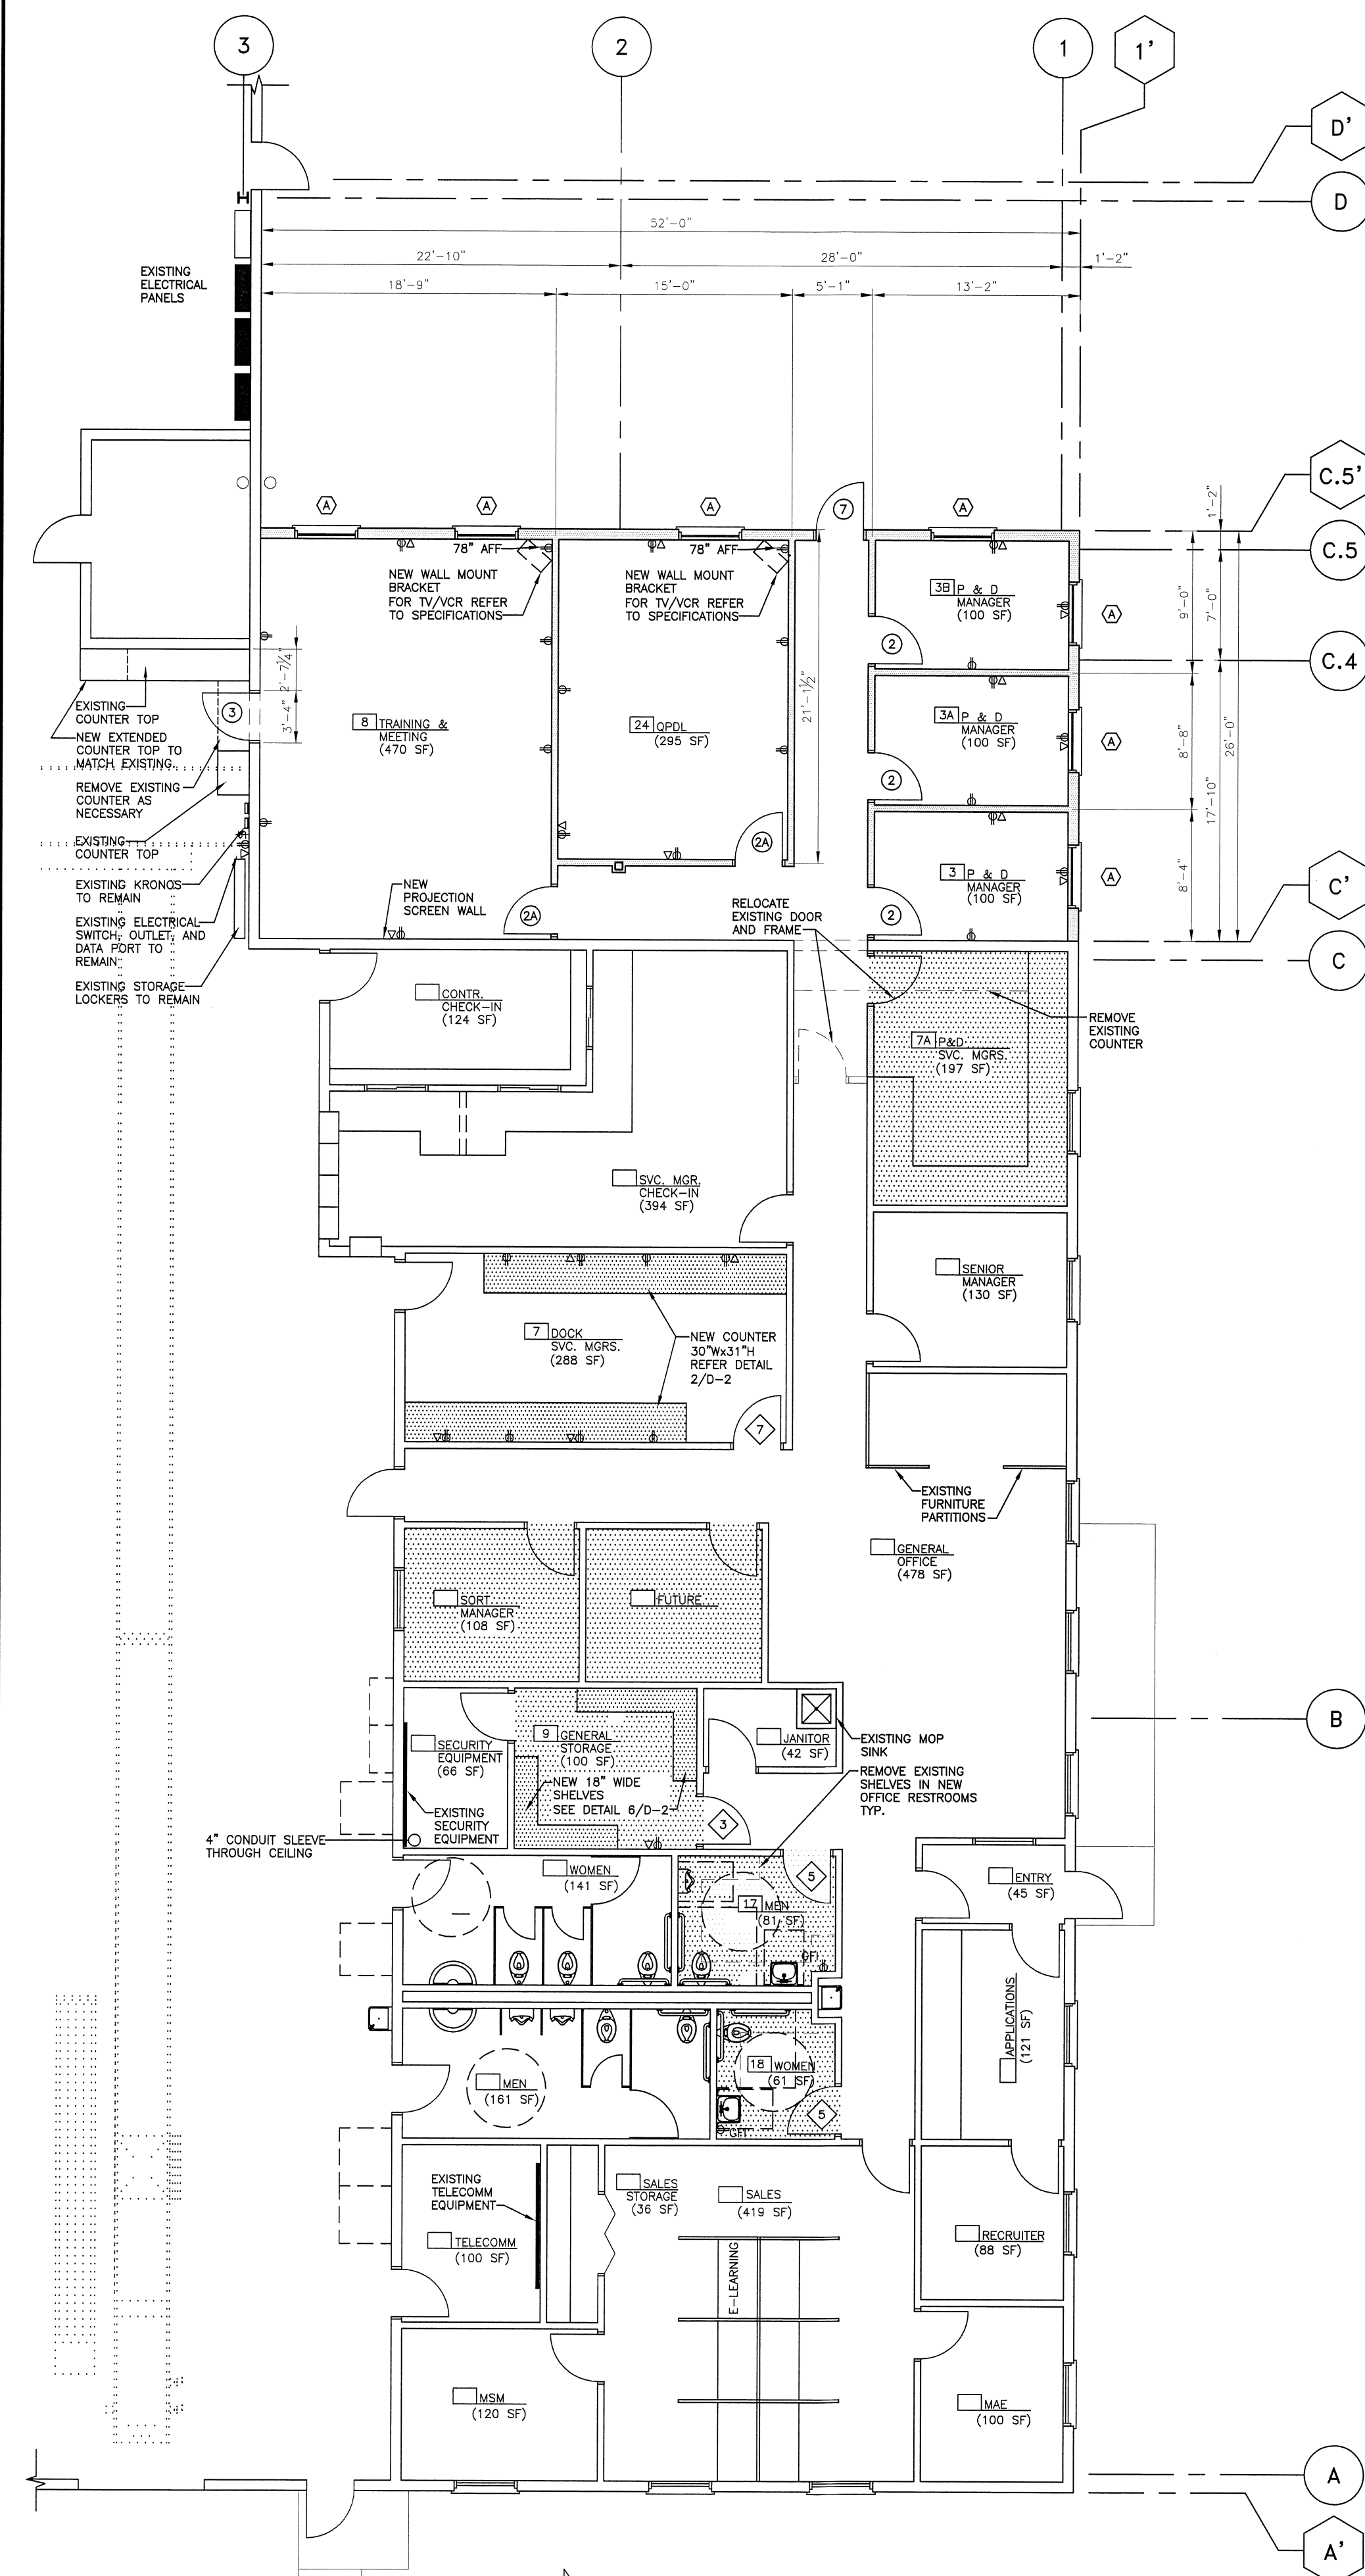 3
2
1
1'
D'
D
52'-0"
22'-10"
28'-0"
1'-2"
18'-9"
15'-0"
5'-1"
13'-2"
EXISTING
ELECTRICAL
PANELS
C.5'
1'-2"
A
A
A
7
A
C.5
78" AFF
78" AFF
NEW WALL MOUNT
BRACKET
FOR TV/VCR REFER
TO SPECIFICATIONS
NEW WALL MOUNT
BRACKET
FOR TV/VCR REFER
TO SPECIFICATIONS
3B P & D
MANAGER
(100 SF)
A
9'-0"
7'-0"
2
C.4
2'-7¼"
3'-4"
21'-1½"
EXISTING
COUNTER TOP
3
NEW EXTENDED
COUNTER TOP TO
MATCH EXISTING.
8 TRAINING &
MEETING
(470 SF)
24 QPDL
(295 SF)
3A P & D
MANAGER
(100 SF)
A
8'-8"
26'-0"
17'-10"
REMOVE EXISTING
COUNTER AS
NECESSARY
2
EXISTING
COUNTER TOP
2A
EXISTING KRONOS
TO REMAIN
3 P & D
MANAGER
(100 SF)
A
8'-4"
C'
NEW
PROJECTION
SCREEN WALL
2A
RELOCATE
EXISTING DOOR
AND FRAME
2
EXISTING ELECTRICAL
SWITCH, OUTLET, AND
DATA PORT TO
REMAIN
C
EXISTING STORAGE
LOCKERS TO REMAIN
CONTR.
CHECK-IN
(124 SF)
REMOVE
EXISTING
COUNTER
7A P&D
SVC. MGRS.
(197 SF)
SVC. MGR.
CHECK-IN
(394 SF)
SENIOR
MANAGER
(130 SF)
7 DOCK
SVC. MGRS.
(288 SF)
NEW COUNTER
30"Wx31"H
REFER DETAIL
2/D-2
7
EXISTING
FURNITURE
PARTITIONS
GENERAL
OFFICE
(478 SF)
SORT
MANAGER
(108 SF)
FUTURE
B
SECURITY
EQUIPMENT
(66 SF)
9 GENERAL
STORAGE
(100 SF)
JANITOR
(42 SF)
EXISTING MOP
SINK
NEW 18" WIDE
SHELVES
SEE DETAIL 6/D-2
REMOVE EXISTING
SHELVES IN NEW
OFFICE RESTROOMS
TYP.
EXISTING
SECURITY
EQUIPMENT
3
4" CONDUIT SLEEVE
THROUGH CEILING
WOMEN
(141 SF)
5
ENTRY
(45 SF)
17 MEN
(81 SF)
GFI
APPLICATIONS
(121 SF)
MEN
(161 SF)
18 WOMEN
(61 SF)
5
GFI
EXISTING
TELECOMM
EQUIPMENT
SALES
STORAGE
(36 SF)
SALES
(419 SF)
TELECOMM
(100 SF)
RECRUITER
(88 SF)
E-LEARNING
MSM
(120 SF)
MAE
(100 SF)
A
A'